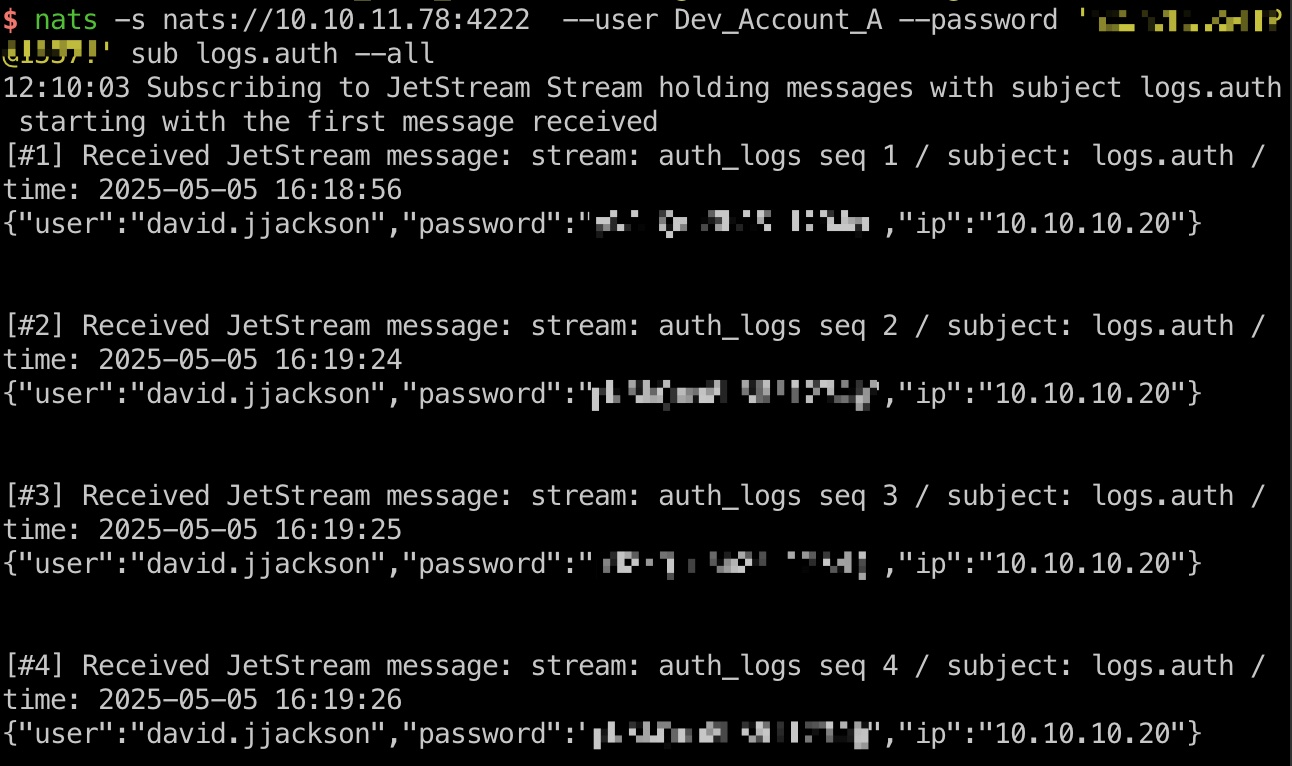 $ nats -s nats://10.10.11.78:4222  --user Dev_Account_A --password '
' sub logs.auth --all
12:10:03 Subscribing to JetStream Stream holding messages with subject logs.auth
 starting with the first message received
[#1] Received JetStream message: stream: auth_logs seq 1 / subject: logs.auth /
time: 2025-05-05 16:18:56
{"user":"david.jjackson","password":" ,"ip":"10.10.10.20"}
[#2] Received JetStream message: stream: auth_logs seq 2 / subject: logs.auth /
time: 2025-05-05 16:19:24
{"user":"david.jjackson","password":"","ip":"10.10.10.20"}
[#3] Received JetStream message: stream: auth_logs seq 3 / subject: logs.auth /
time: 2025-05-05 16:19:25
{"user":"david.jjackson","password":" ,"ip":"10.10.10.20"}
[#4] Received JetStream message: stream: auth_logs seq 4 / subject: logs.auth /
time: 2025-05-05 16:19:26
{"user":"david.jjackson","password":'","ip":"10.10.10.20"}